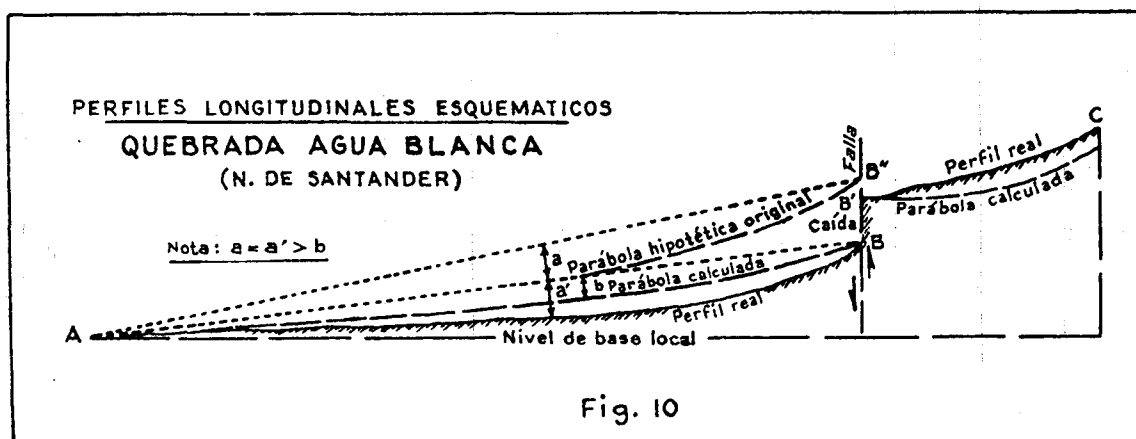 PERFILES LONGITUDINALES ESQUEMATICOS
QUEBRADA AGUA BLANCA
(N. DE SANTANDER)
Nota: a = a' > b
C
Falla
B"
Perfil real
B'
Parábola calculada
Caída
Parábola hipotética original
a
B
a'
b
Parábola calculada
Perfil real
A
Nivel de base local
Fig. 10